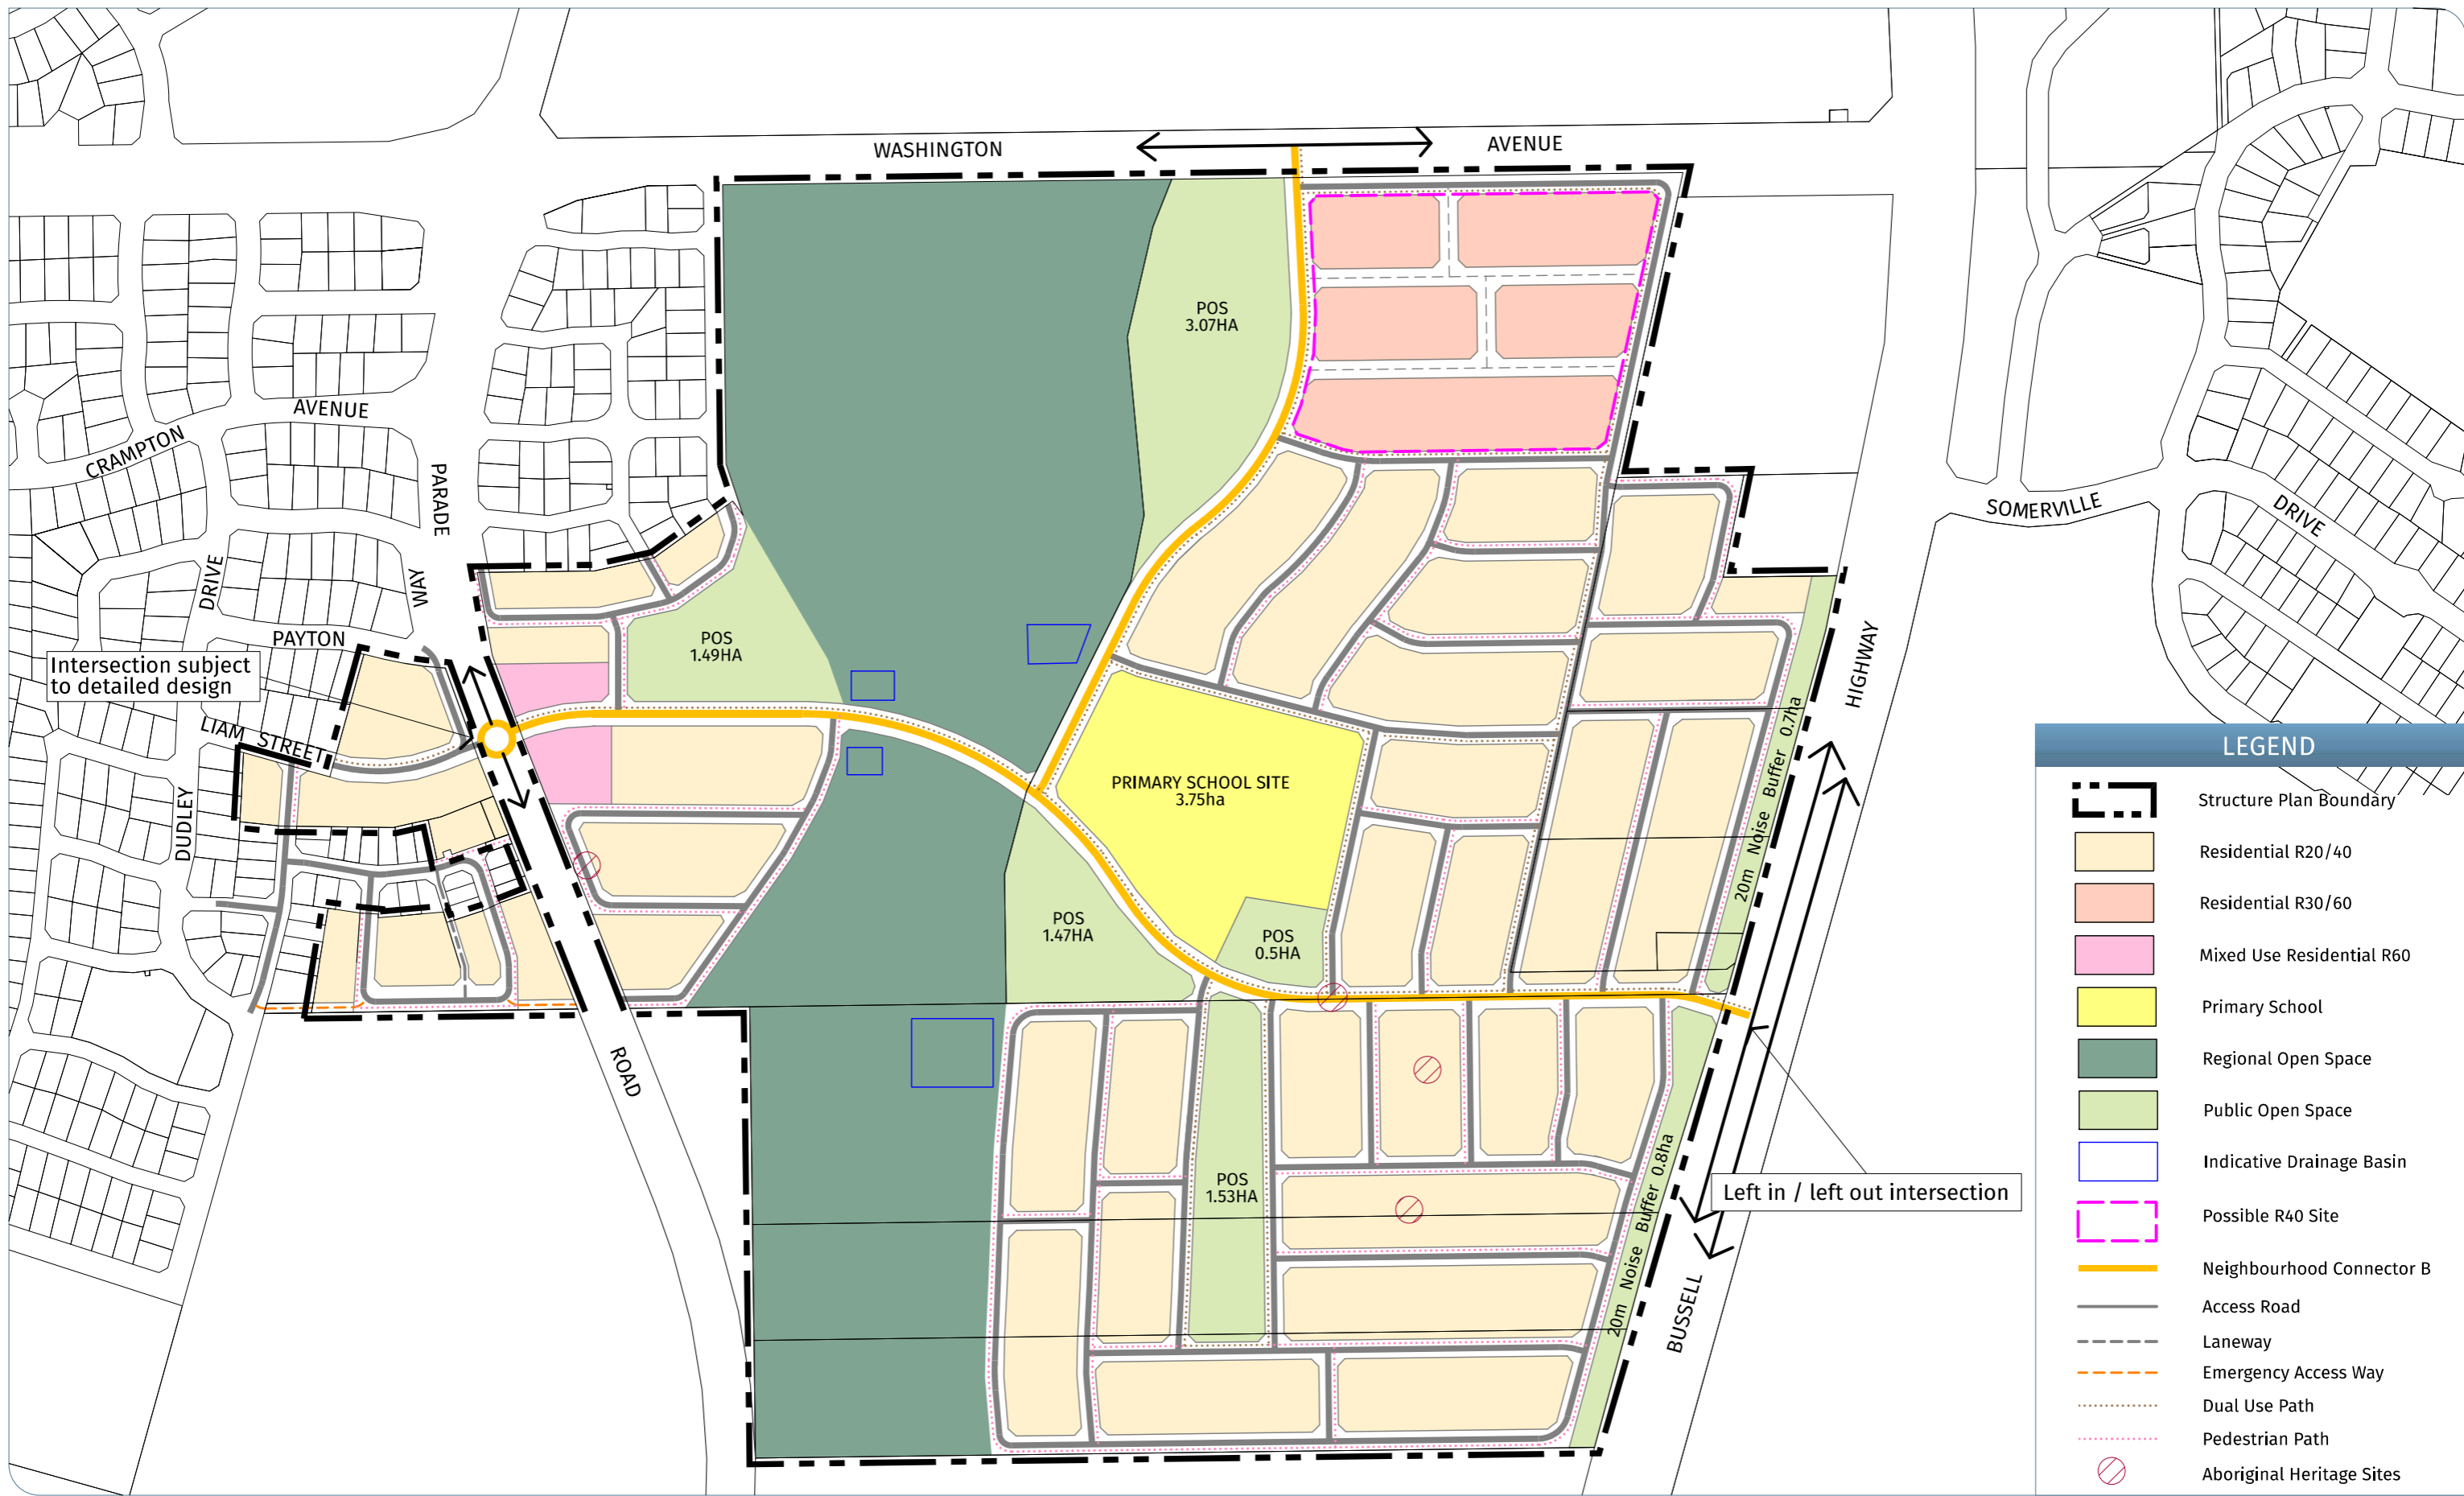 WASHINGTON
AVENUE
POS
3.07HA
AVENUE
CRAMPTON
PARADE
SOMERVILLE
DRIVE
DRIVE
WAY
PAYTON
Intersection subject
to detailed design
POS
1.49HA
HIGHWAY
LIAM STREET
20m Noise Buffer 0.7ha
PRIMARY SCHOOL SITE
3.75ha
DUDLEY
POS
1.47HA
POS
0.5HA
ROAD
POS
1.53HA
Left in / left out intersection
20m Noise Buffer 0.8ha
BUSSELL
LEGEND
Structure Plan Boundary
Residential R20/40
Residential R30/60
Mixed Use Residential R60
Primary School
Regional Open Space
Public Open Space
Indicative Drainage Basin
Possible R40 Site
Neighbourhood Connector B
Access Road
Laneway
Emergency Access Way
Dual Use Path
Pedestrian Path
Aboriginal Heritage Sites